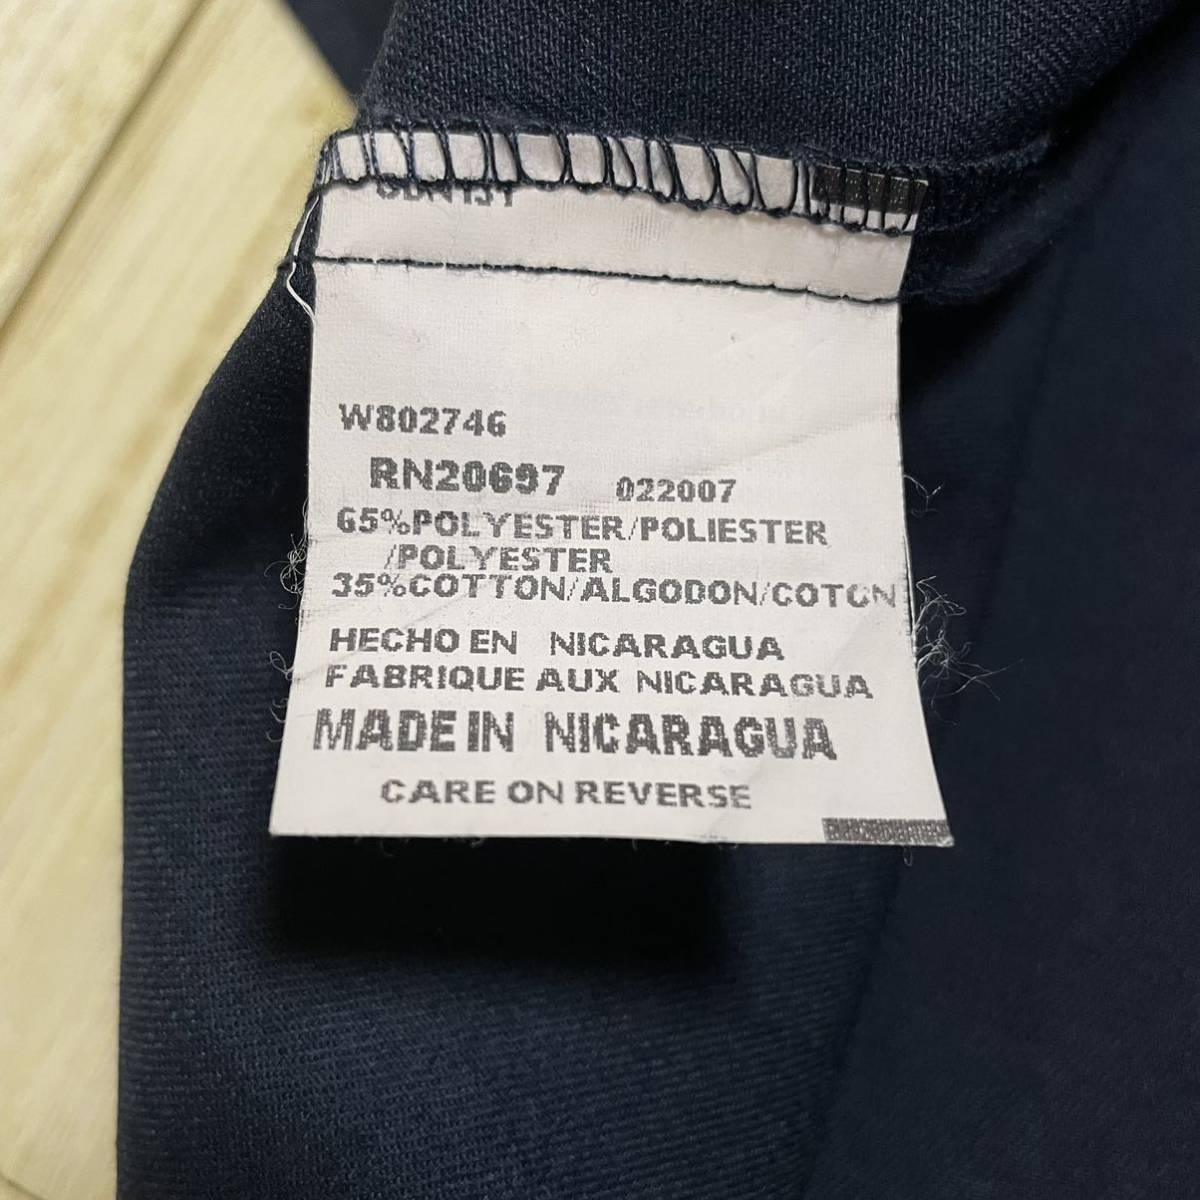 W802746
RN20697 022007
65%POLYESTER/POLIESTER
/POLYESTER
35%COTTON/ALGODON/COTON
HECHO EN NICARAGUA
FABRIQUE AUX NICARAGUA
MADE IN NICARAGUA
CARE ON REVERSE